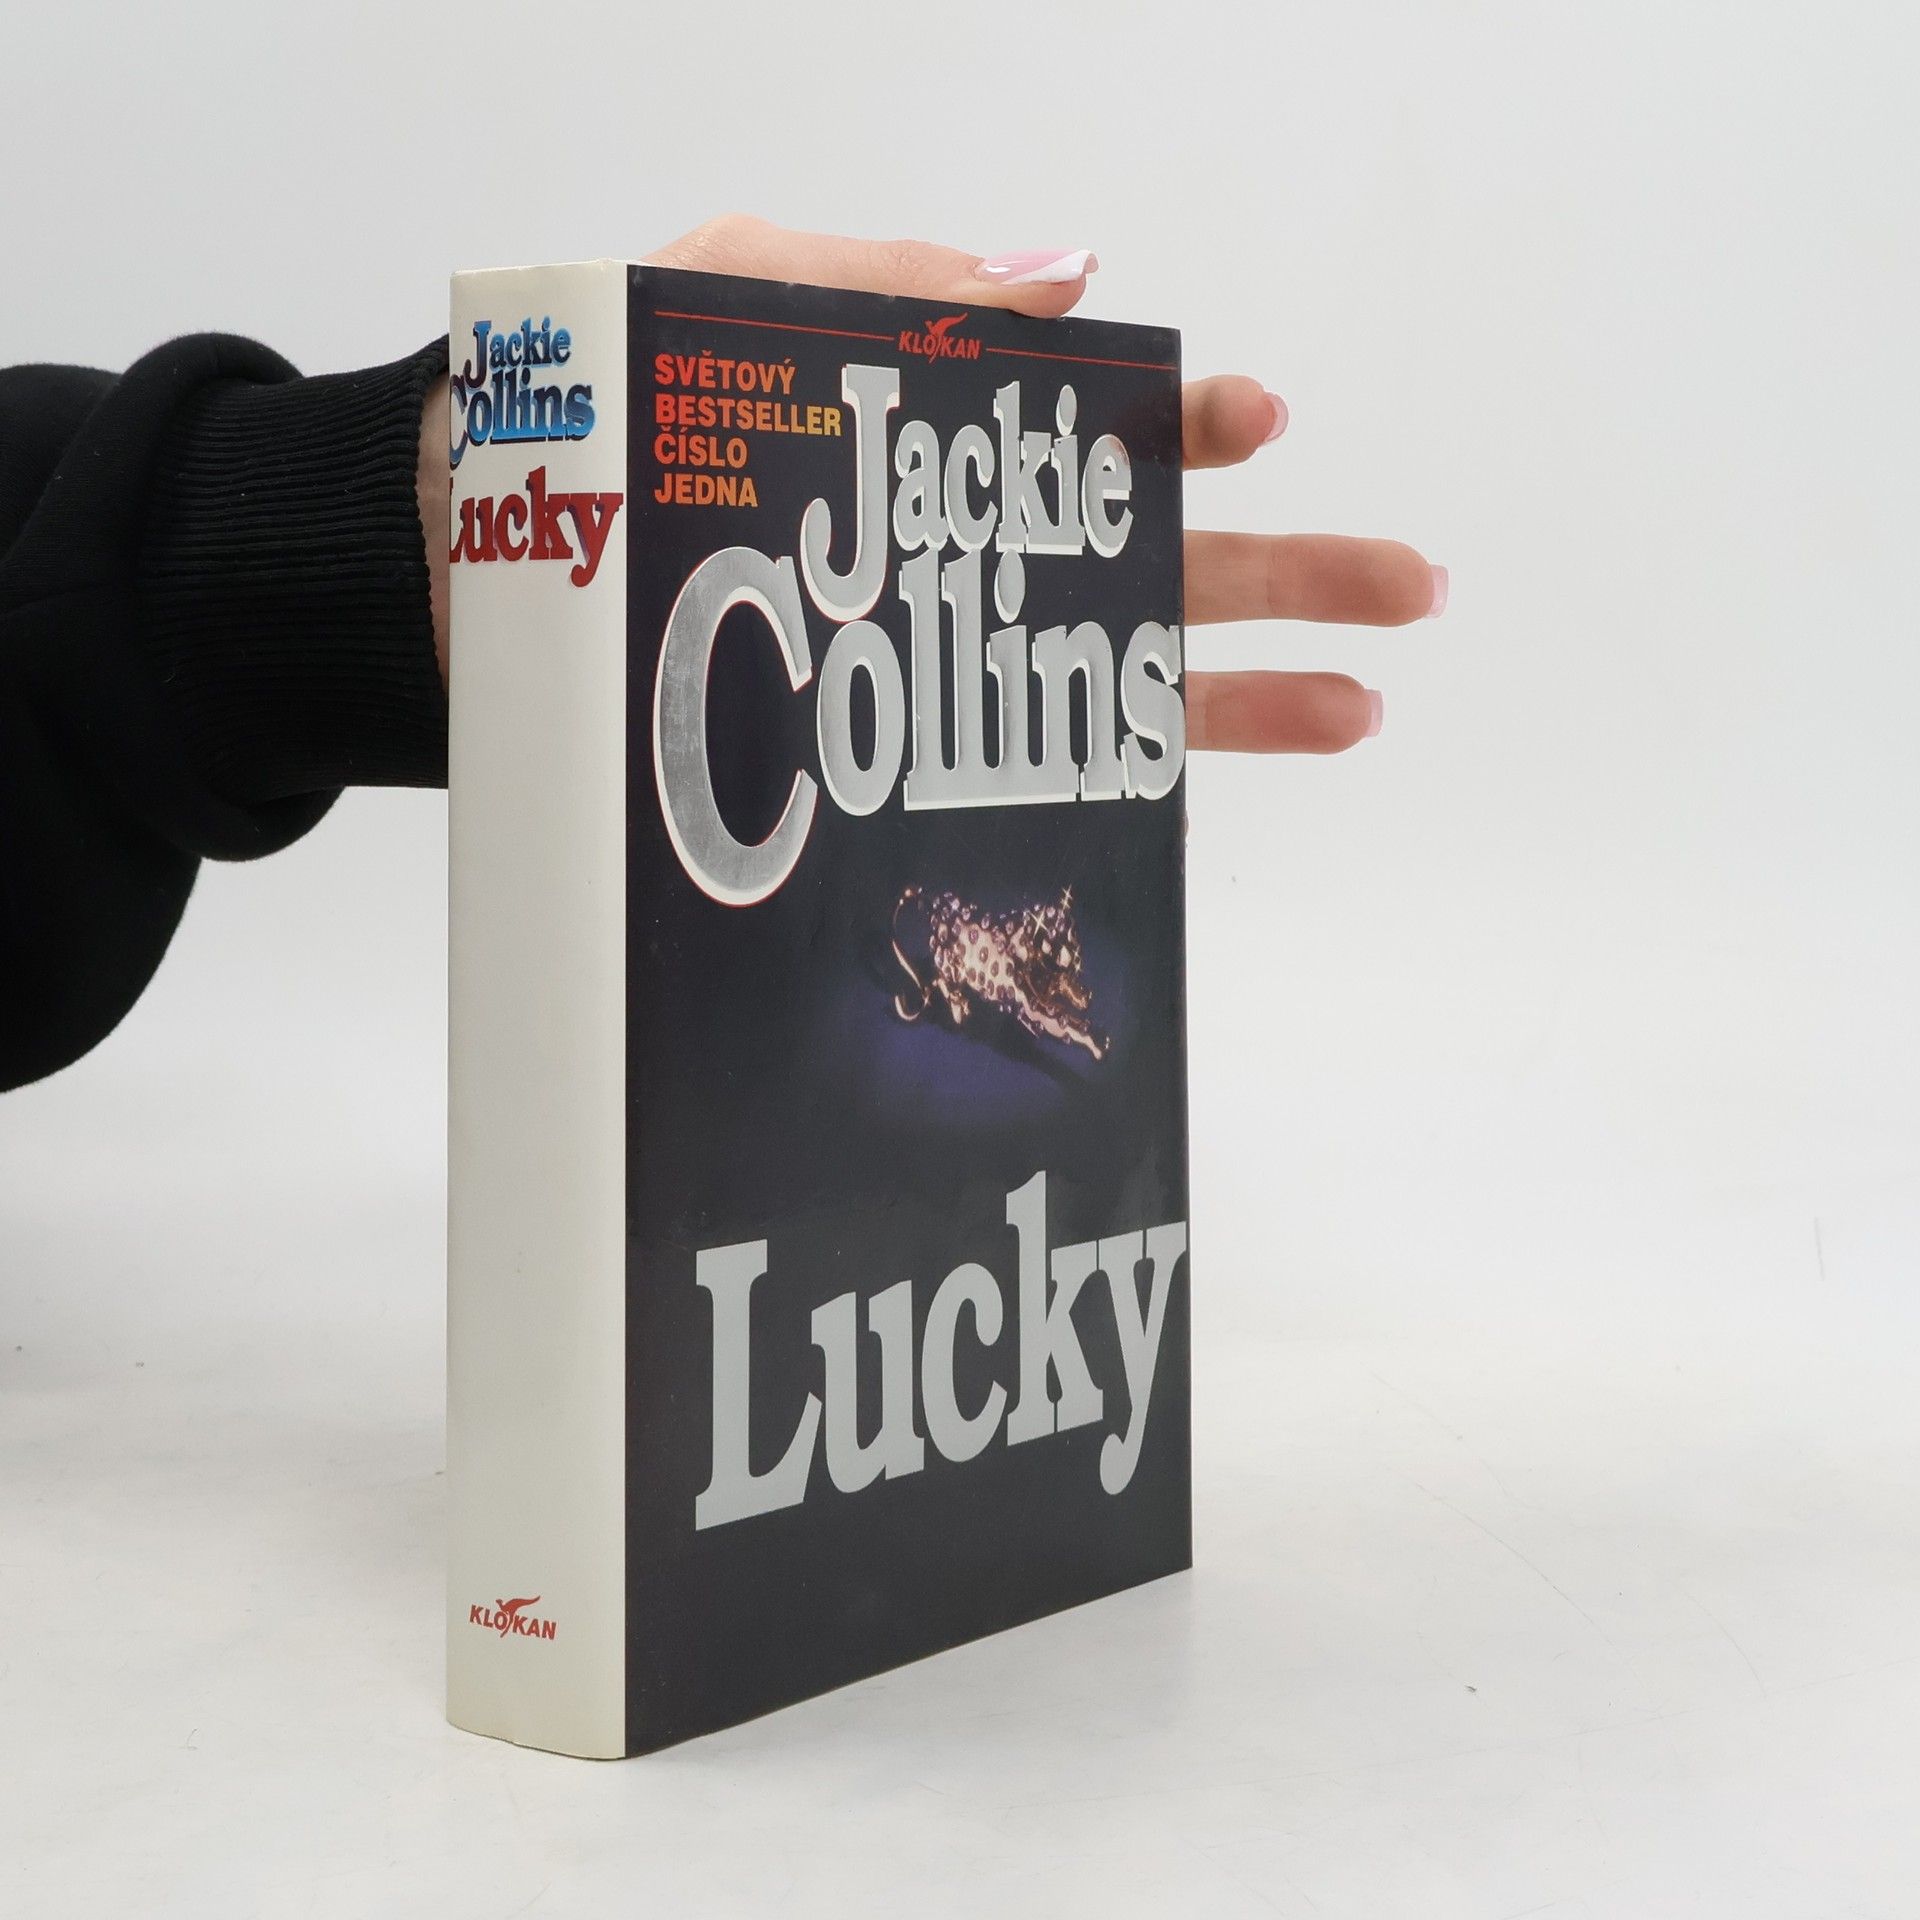 Jackie
Collins
Lucky
KLOKAN
KLOKAN
SVĚTOVÝ
BESTSELLER
ČÍSLO
JEDNA
Jackie
Collins
Lucky